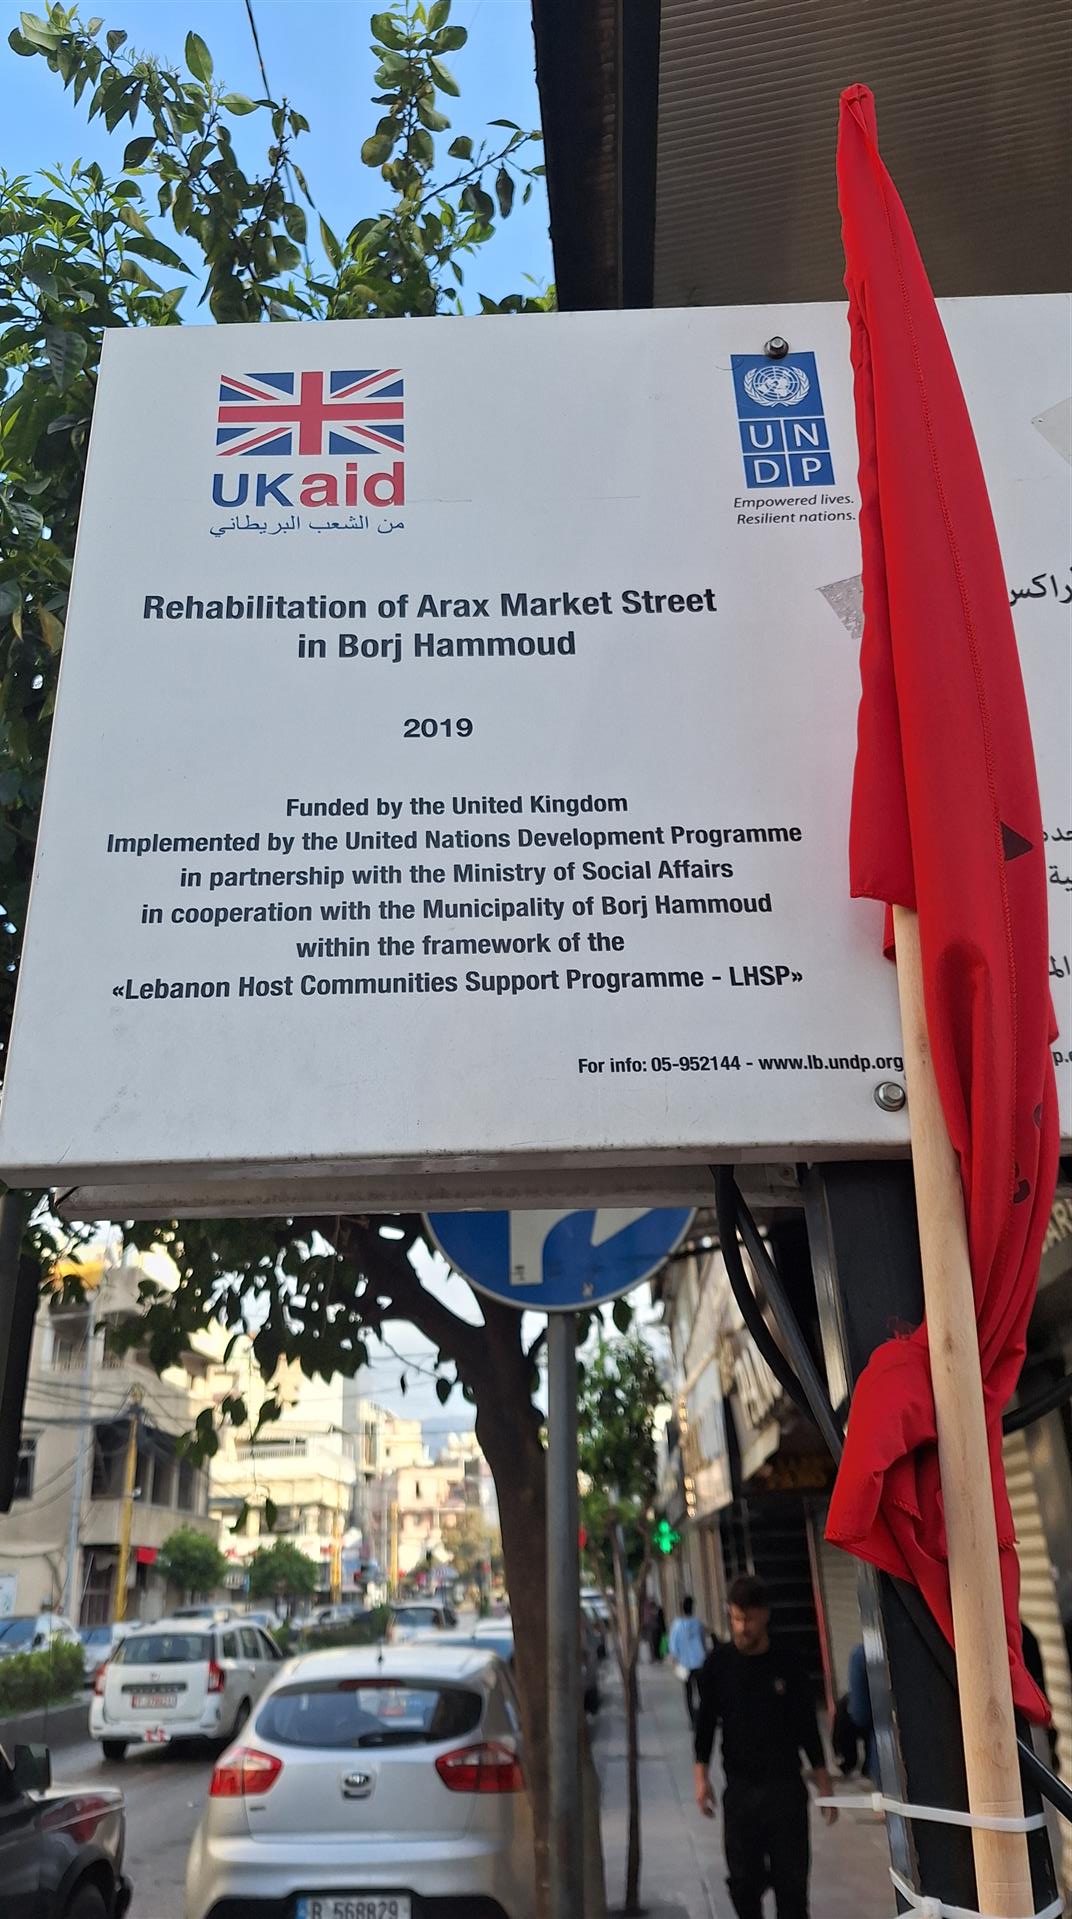 UKaid
من الشعب البريطاني
UN
DP
Empowered lives.
Resilient nations.
Rehabilitation of Arax Market Street
in Borj Hammoud
2019
Funded by the United Kingdom
Implemented by the United Nations Development Programme
in partnership with the Ministry of Social Affairs
in cooperation with the Municipality of Borj Hammoud
within the framework of the
«Lebanon Host Communities Support Programme - LHSP»
For info: 05-952144 - www.lb.undp.org
B 568829